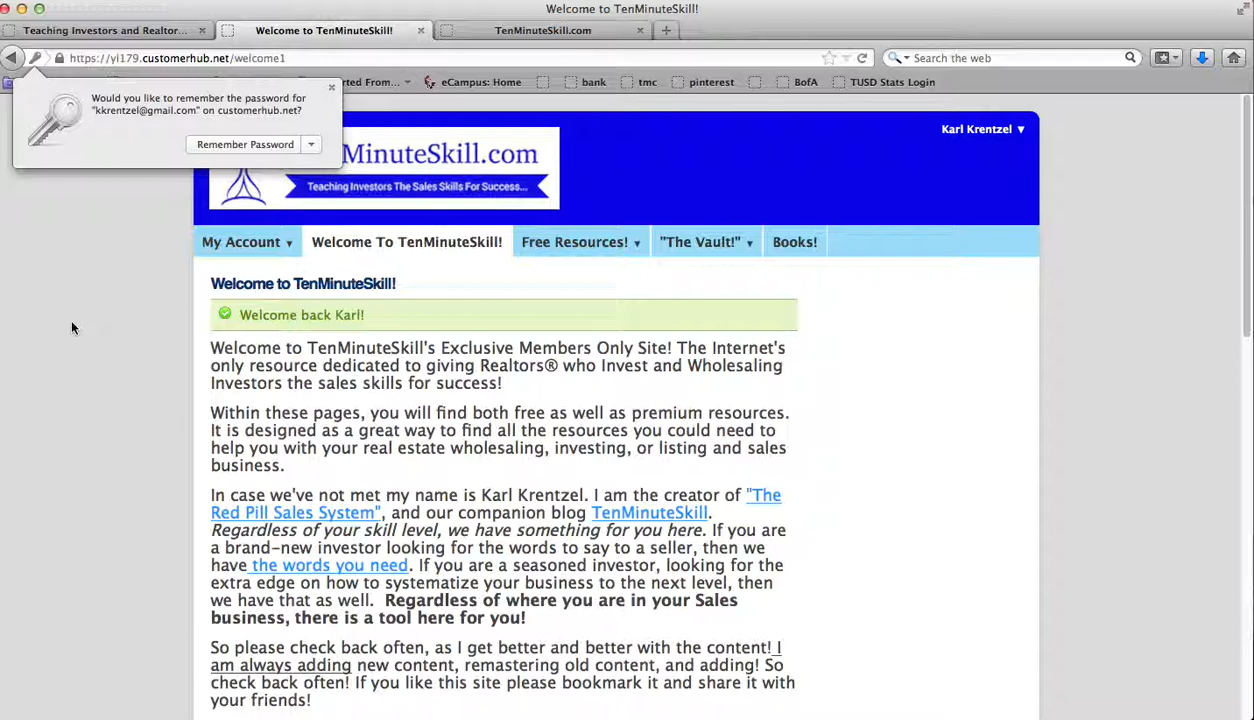 Welcome to TenMinuteSkill!
Teaching Investors and Realtor...
Welcome to TenMinuteSkill!
TenMinuteSkill.com
https://yl179.customerhub.net/welcome1
Search the web
rted From...
eCampus: Home
bank
tmc
pinterest
BofA
TUSD Stats Login
Would you like to remember the password for
"kkrentzel@gmail.com" on customerhub.net?
Remember Password
MinuteSkill.com
Teaching Investors The Sales Skills For Success...
Karl Krentzel ▼
My Account ▼
Welcome To TenMinuteSkill!
Free Resources! ▼
"The Vault!" ▼
Books!
Welcome to TenMinuteSkill!
Welcome back Karl!
Welcome to TenMinuteSkill's Exclusive Members Only Site! The Internet's
only resource dedicated to giving Realtors® who Invest and Wholesaling
Investors the sales skills for success!
Within these pages, you will find both free as well as premium resources.
It is designed as a great way to find all the resources you could need to
help you with your real estate wholesaling, investing, or listing and sales
business.
In case we've not met my name is Karl Krentzel. I am the creator of "The
Red Pill Sales System", and our companion blog TenMinuteSkill.
Regardless of your skill level, we have something for you here. If you are
a brand-new investor looking for the words to say to a seller, then we
have the words you need. If you are a seasoned investor, looking for the
extra edge on how to systematize your business to the next level, then
we have that as well. Regardless of where you are in your Sales
business, there is a tool here for you!
So please check back often, as I get better and better with the content! I
am always adding new content, remastering old content, and adding! So
check back often! If you like this site please bookmark it and share it with
your friends!